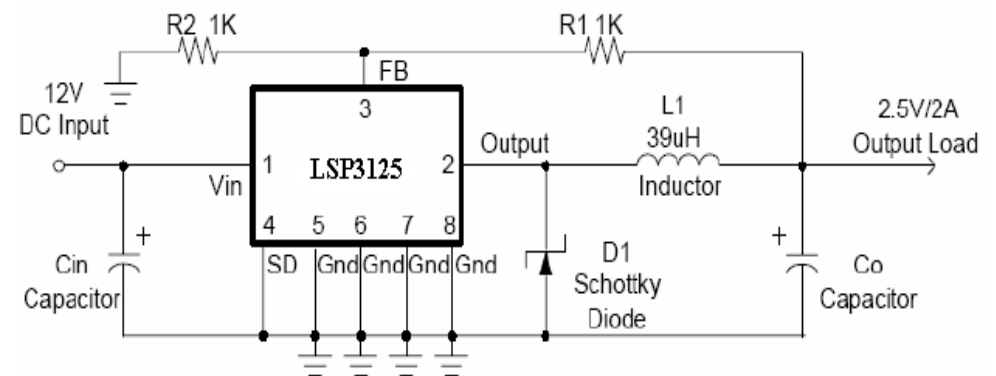 R2 1K
R1 1K
FB
3
12V
DC Input
L1
39uH
2.5V/2A
Output Load
Output
1
LSP3125
2
Vin
Inductor
4
5
6
7
8
+
Cin
Capacitor
SD
Gnd
Gnd
Gnd
Gnd
D1
Schottky
Diode
+
Co
Capacitor